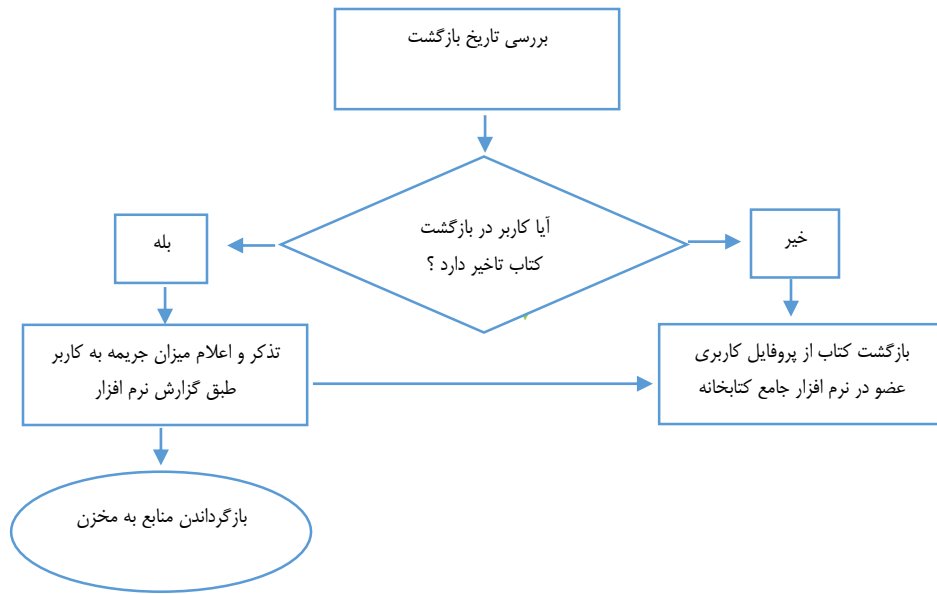 بررسی تاریخ بازگشت
آیا کاربر در بازگشت
کتاب تاخیر دارد ؟
خیر
بله
بازگشت کتاب از پروفایل کاربری
عضو در نرم افزار جامع کتابخانه
تذکر و اعلام میزان جریمه به کاربر
طبق گزارش نرم افزار
بازگرداندن منابع به مخزن